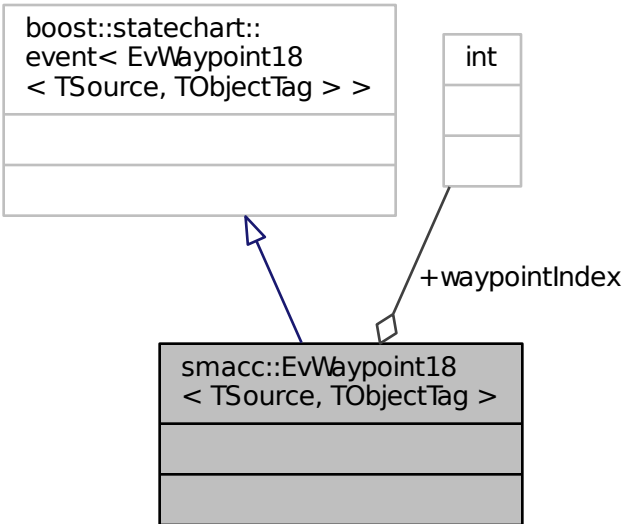 boost::statechart::
event< EvWaypoint18
< TSource, TObjectTag > >
int
+waypointIndex
smacc::EvWaypoint18
< TSource, TObjectTag >